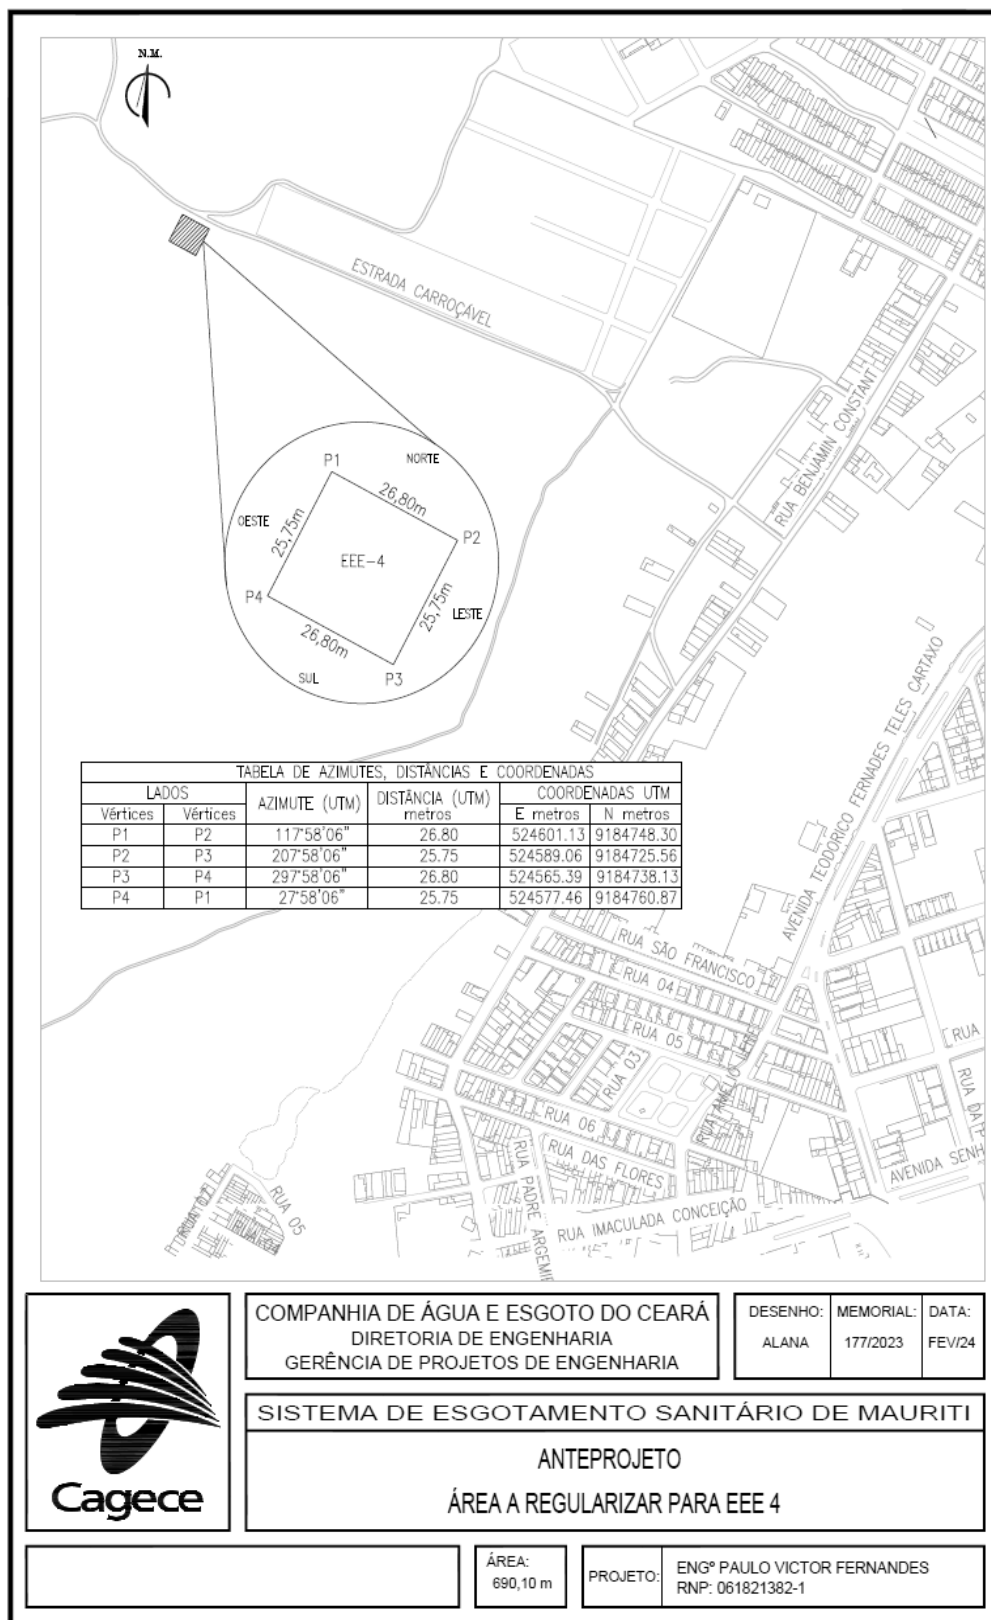 N.M.
ESTRADA CARROÇÁVEL
RUA BENJAMIN CONSTANT
P1
NORTE
26,80m
OESTE
25,75m
P2
EEE-4
P4
25,75m
LESTE
26,80m
SUL
P3
AVENIDA TEODORICO FERNADES TELES CARTAXO
TABELA DE AZIMUTES, DISTÂNCIAS E COORDENADAS
LADOS AZIMUTE (UTM) DISTÂNCIA (UTM) metros COORDENADAS UTM
Vértices Vértices E metros N metros
P1 P2 117°58'06" 26.80 524601.13 9184748.30
P2 P3 207°58'06" 25.75 524589.06 9184725.56
P3 P4 297°58'06" 26.80 524565.39 9184738.13
P4 P1 27°58'06" 25.75 524577.46 9184760.87
RUA SÃO FRANCISCO
RUA 04
RUA 05
RUA
RUA 03
RUA 06
RUA DAS FLORES
RUA PADRE ARGEMIR
RUA IMACULADA CONCEIÇÃO
AVENIDA SENH
RUA 05
COMPANHIA DE ÁGUA E ESGOTO DO CEARÁ
DIRETORIA DE ENGENHARIA
GERÊNCIA DE PROJETOS DE ENGENHARIA
DESENHO: MEMORIAL: DATA:
ALANA 177/2023 FEV/24
Cagece
SISTEMA DE ESGOTAMENTO SANITÁRIO DE MAURITI
ANTEPROJETO
ÁREA A REGULARIZAR PARA EEE 4
ÁREA:
690,10 m
PROJETO:
ENGº PAULO VICTOR FERNANDES
RNP: 061821382-1